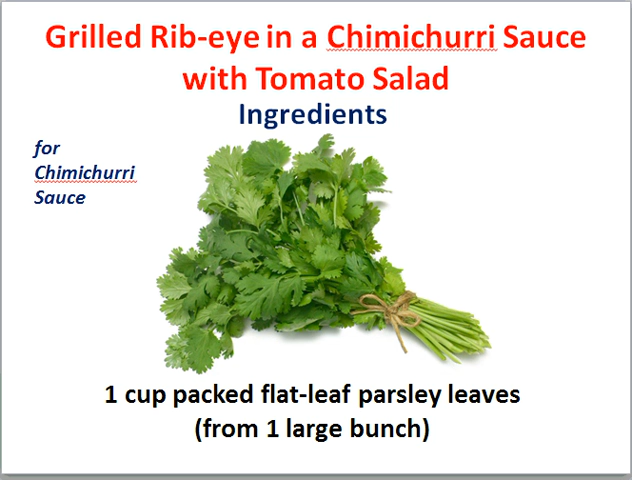 Grilled Rib-eye in a Chimichurri Sauce
with Tomato Salad
Ingredients
for
Chimichurri
Sauce
1 cup packed flat-leaf parsley leaves
(from 1 large bunch)